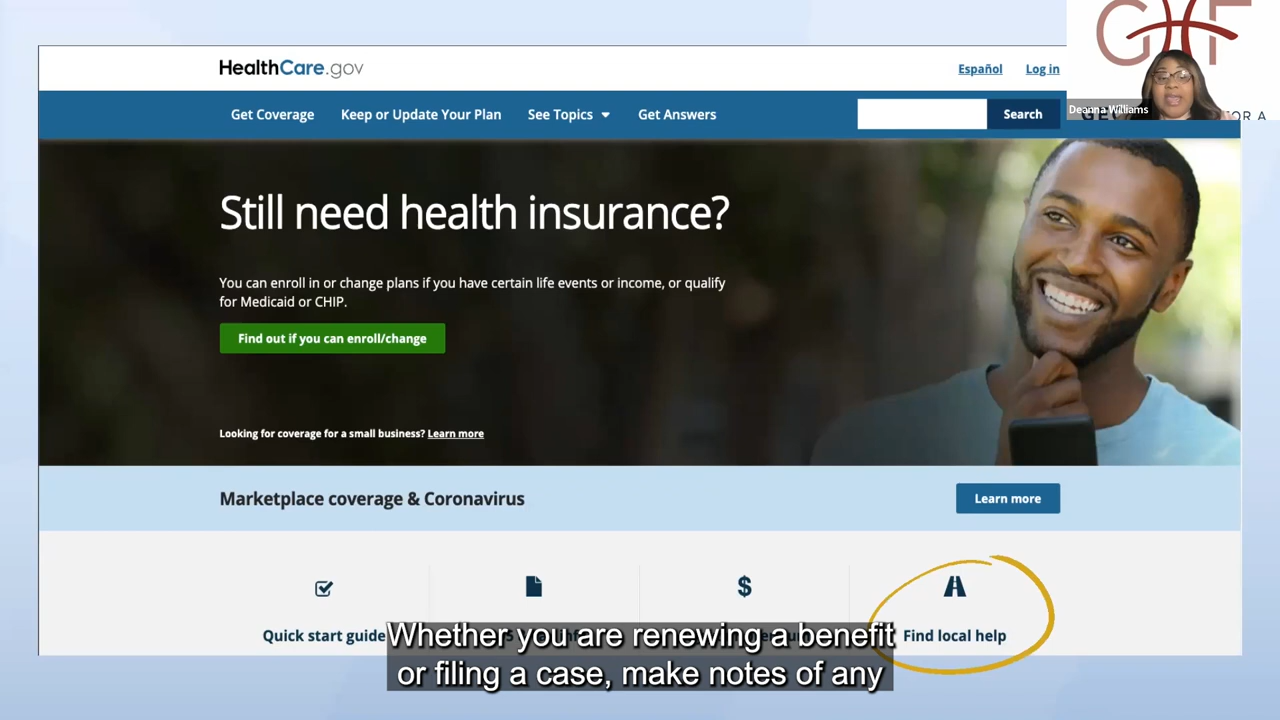 GHF
HealthCare.gov
Español
Log in
Deanna Williams
OR A
Get Coverage
Keep or Update Your Plan
See Topics
Get Answers
Search
Still need health insurance?
You can enroll in or change plans if you have certain life events or income, or qualify
for Medicaid or CHIP.
Find out if you can enroll/change
Looking for coverage for a small business? Learn more
Marketplace coverage & Coronavirus
Learn more
Quick start guide
Find local help
Whether you are renewing a benefit
or filing a case, make notes of any